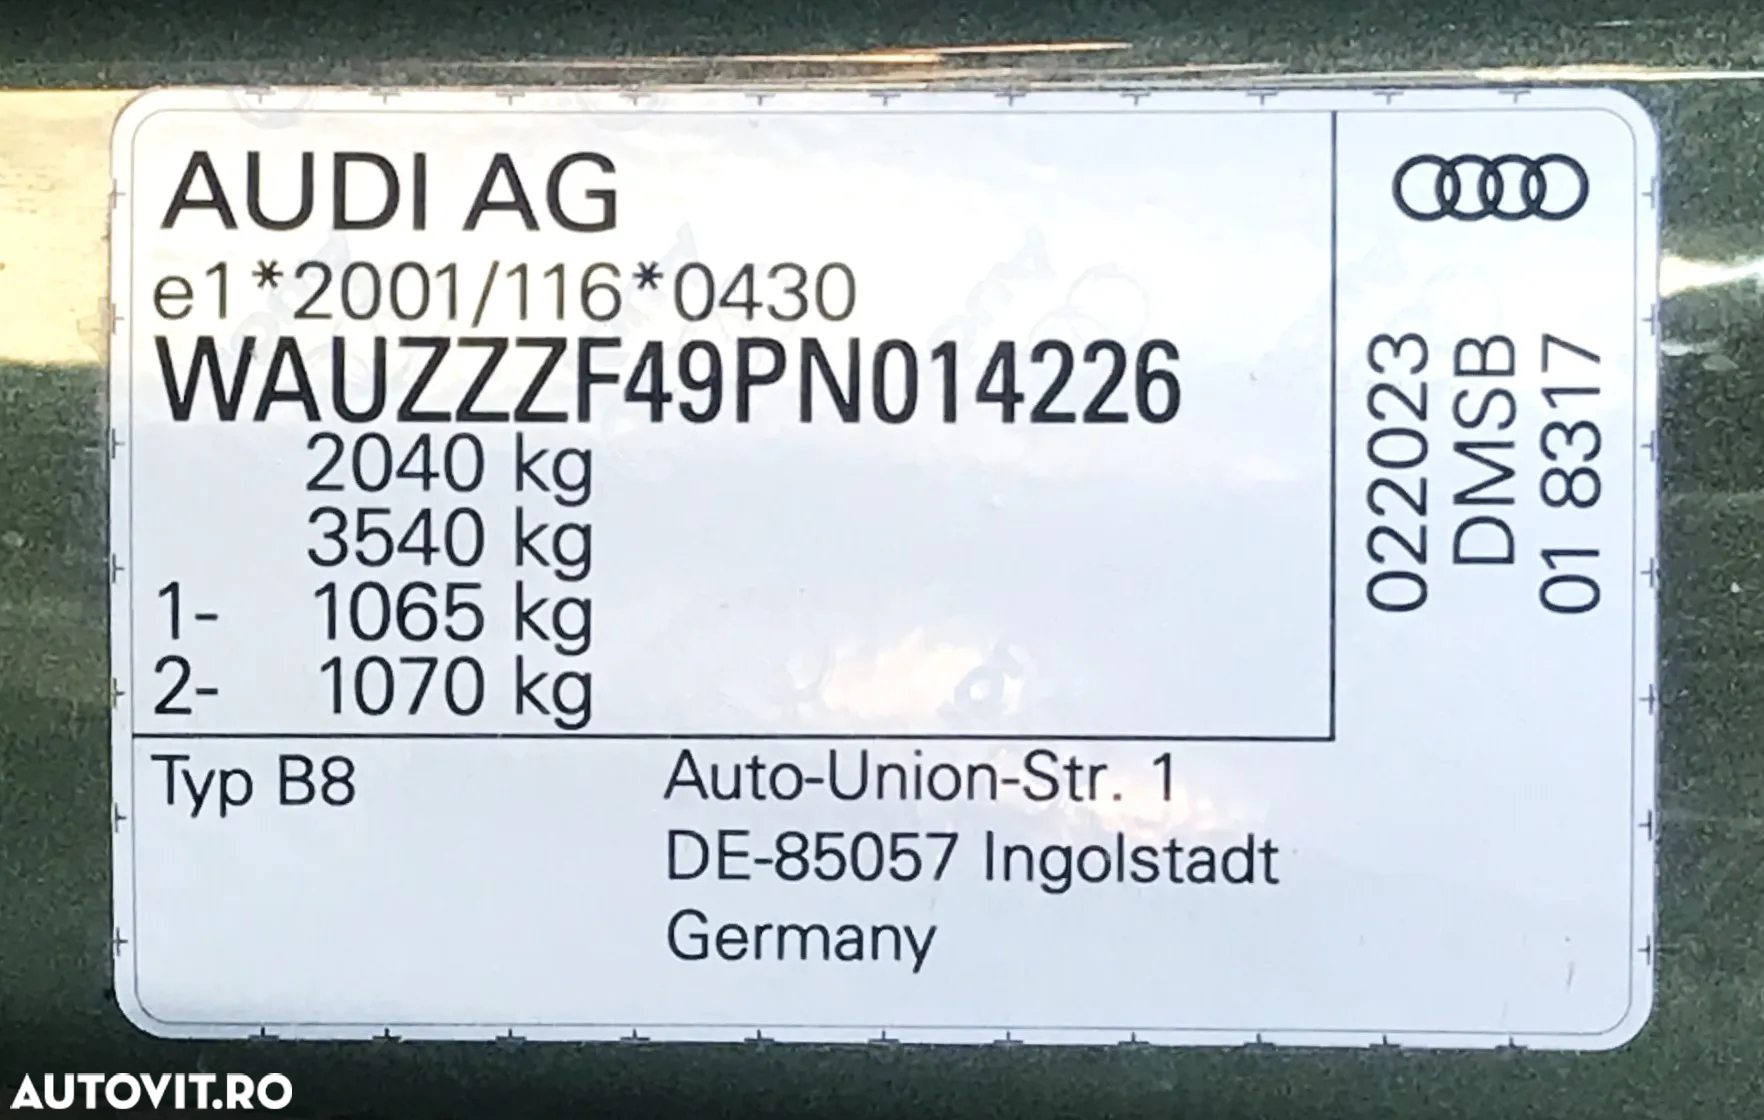 AUDI AG
e1*2001/116*0430
WAUZZZF49PN014226
2040 kg
3540 kg
1- 1065 kg
2- 1070 kg
Typ B8
Auto-Union-Str. 1
DE-85057 Ingolstadt
Germany
022023
DMSB
01 8317
AUTOVIT.RO